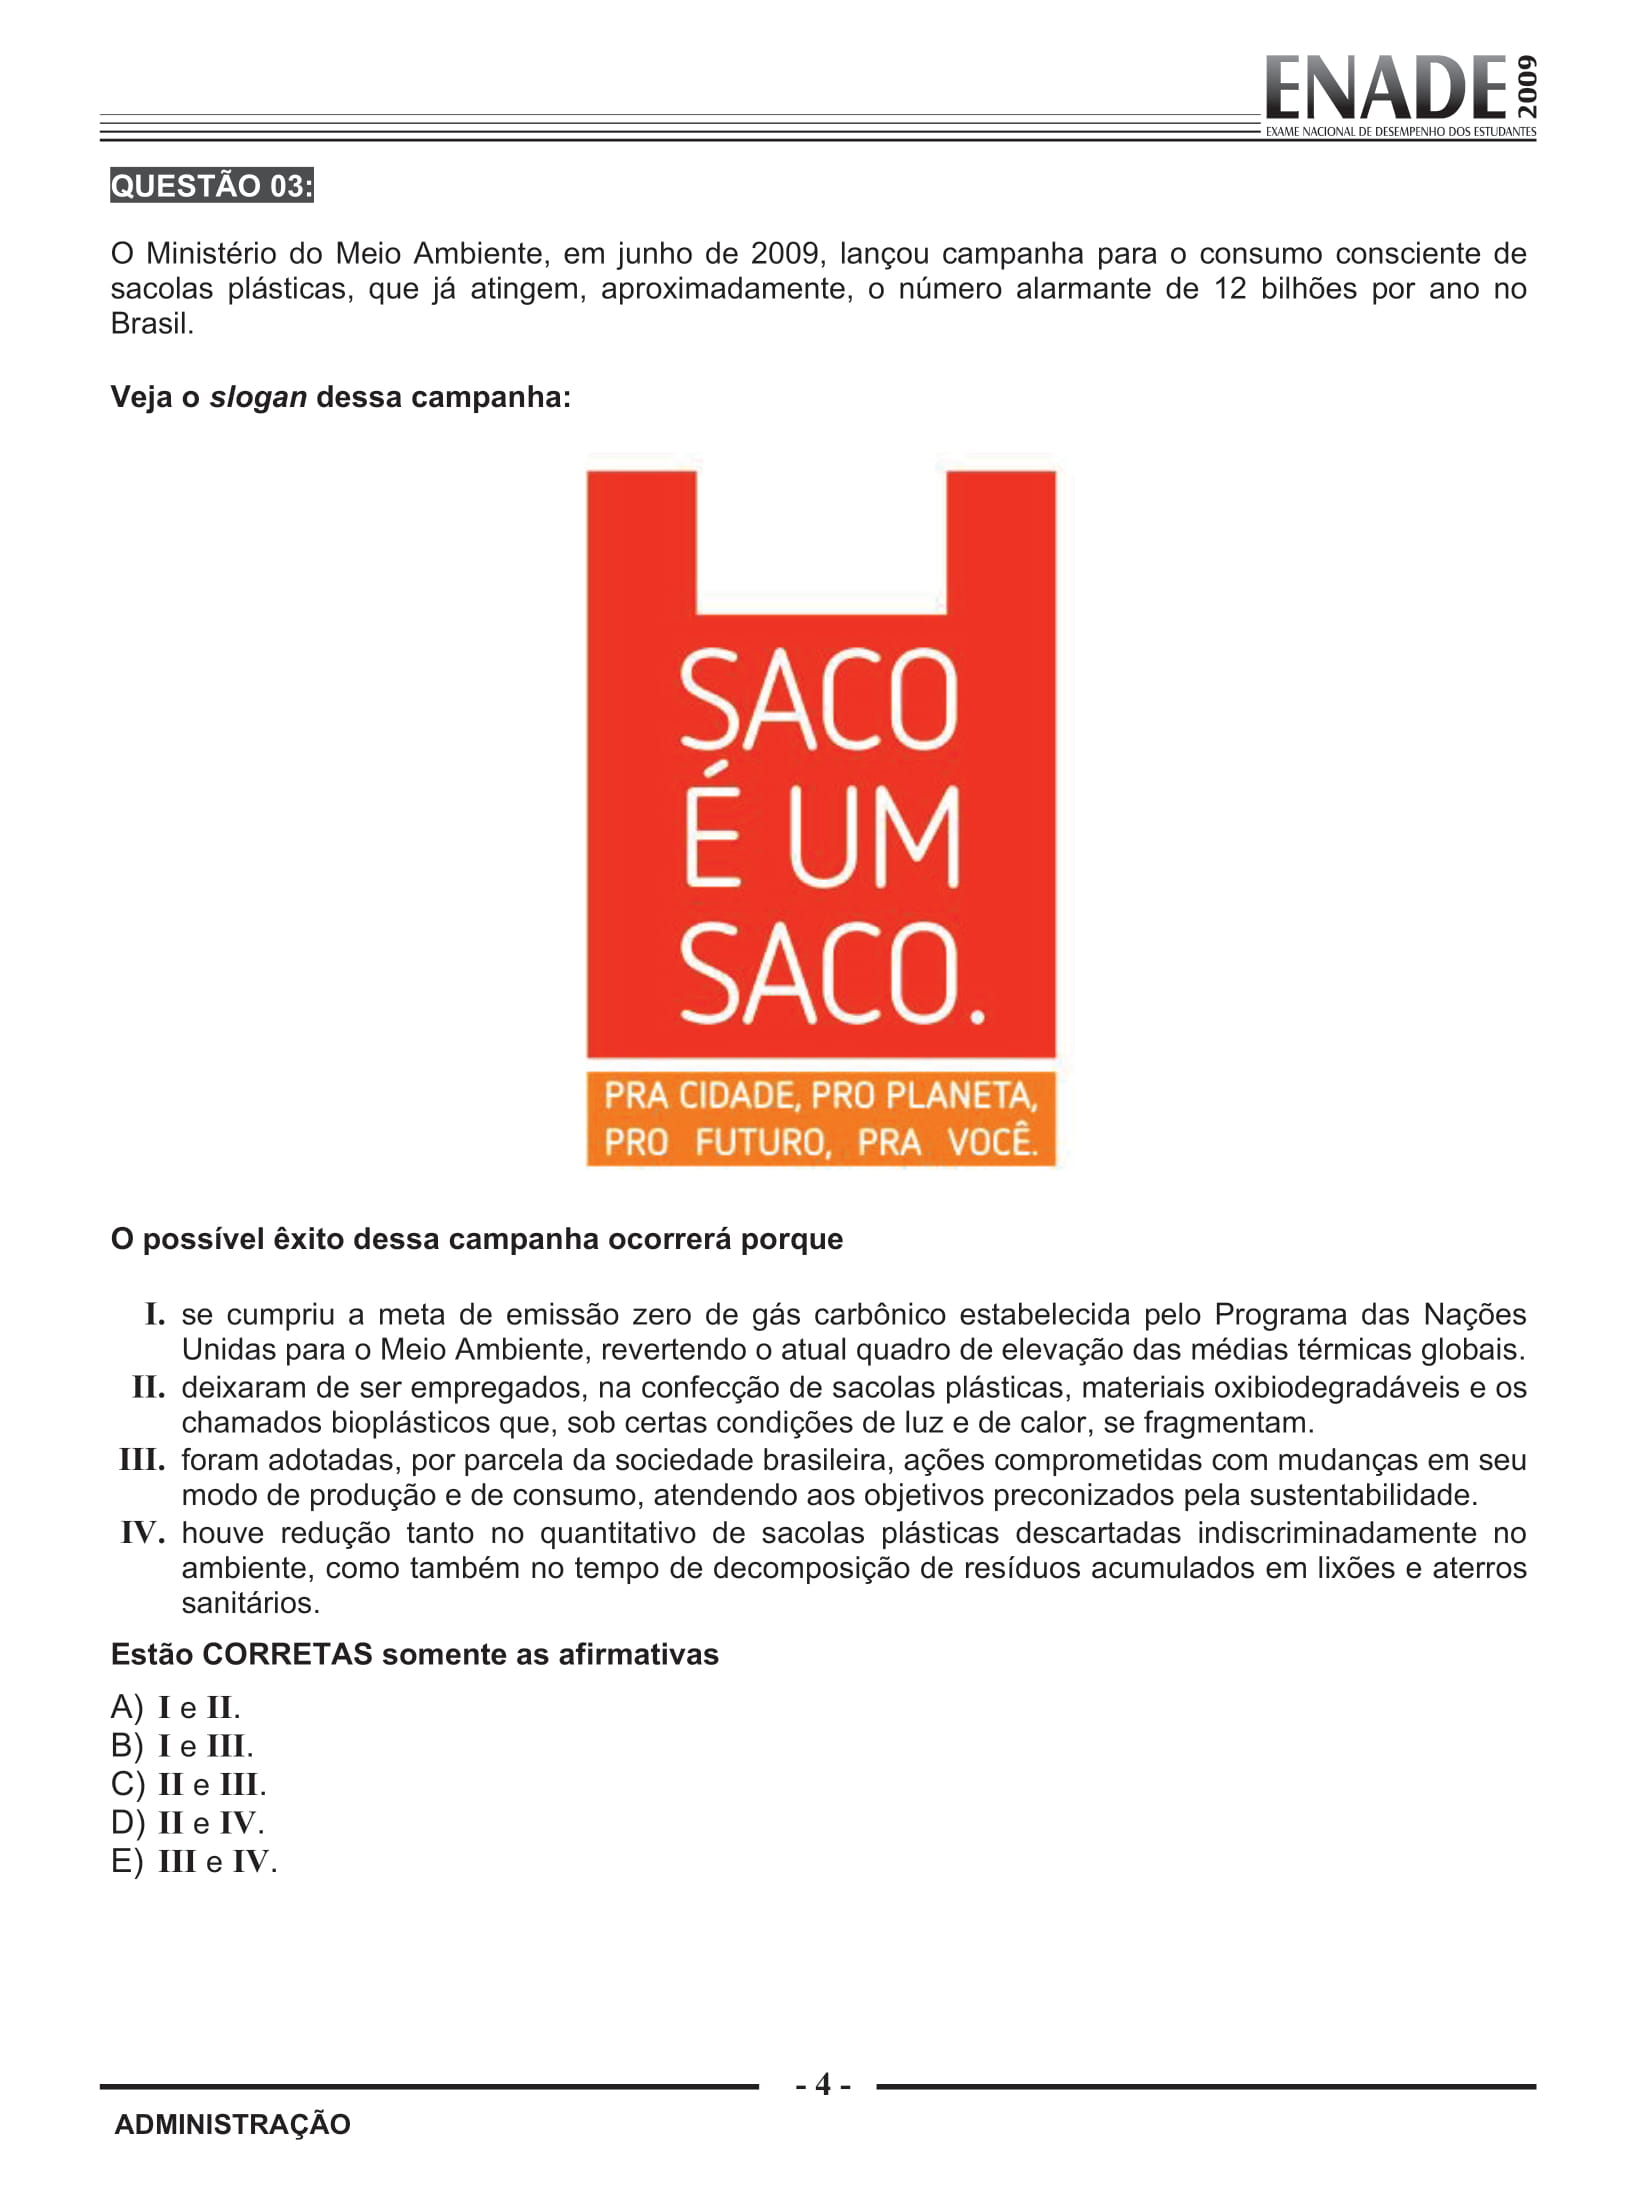 ENADE 2009
EXAME NACIONAL DE DESEMPENHO DOS ESTUDANTES
QUESTÃO 03:
O Ministério do Meio Ambiente, em junho de 2009, lançou campanha para o consumo consciente de
sacolas plásticas, que já atingem, aproximadamente, o número alarmante de 12 bilhões por ano no
Brasil.
Veja o slogan dessa campanha:
SACO
É UM
SACO.
PRA CIDADE, PRO PLANETA,
PRO FUTURO, PRA VOCÊ.
O possível êxito dessa campanha ocorrerá porque
I. se cumpriu a meta de emissão zero de gás carbônico estabelecida pelo Programa das Nações
Unidas para o Meio Ambiente, revertendo o atual quadro de elevação das médias térmicas globais.
II. deixaram de ser empregados, na confecção de sacolas plásticas, materiais oxibiodegradáveis e os
chamados bioplásticos que, sob certas condições de luz e de calor, se fragmentam.
III. foram adotadas, por parcela da sociedade brasileira, ações comprometidas com mudanças em seu
modo de produção e de consumo, atendendo aos objetivos preconizados pela sustentabilidade.
IV. houve redução tanto no quantitativo de sacolas plásticas descartadas indiscriminadamente no
ambiente, como também no tempo de decomposição de resíduos acumulados em lixões e aterros
sanitários.
Estão CORRETAS somente as afirmativas
A) I e II.
B) I e III.
C) II e III.
D) II e IV.
E) III e IV.
- 4 -
ADMINISTRAÇÃO